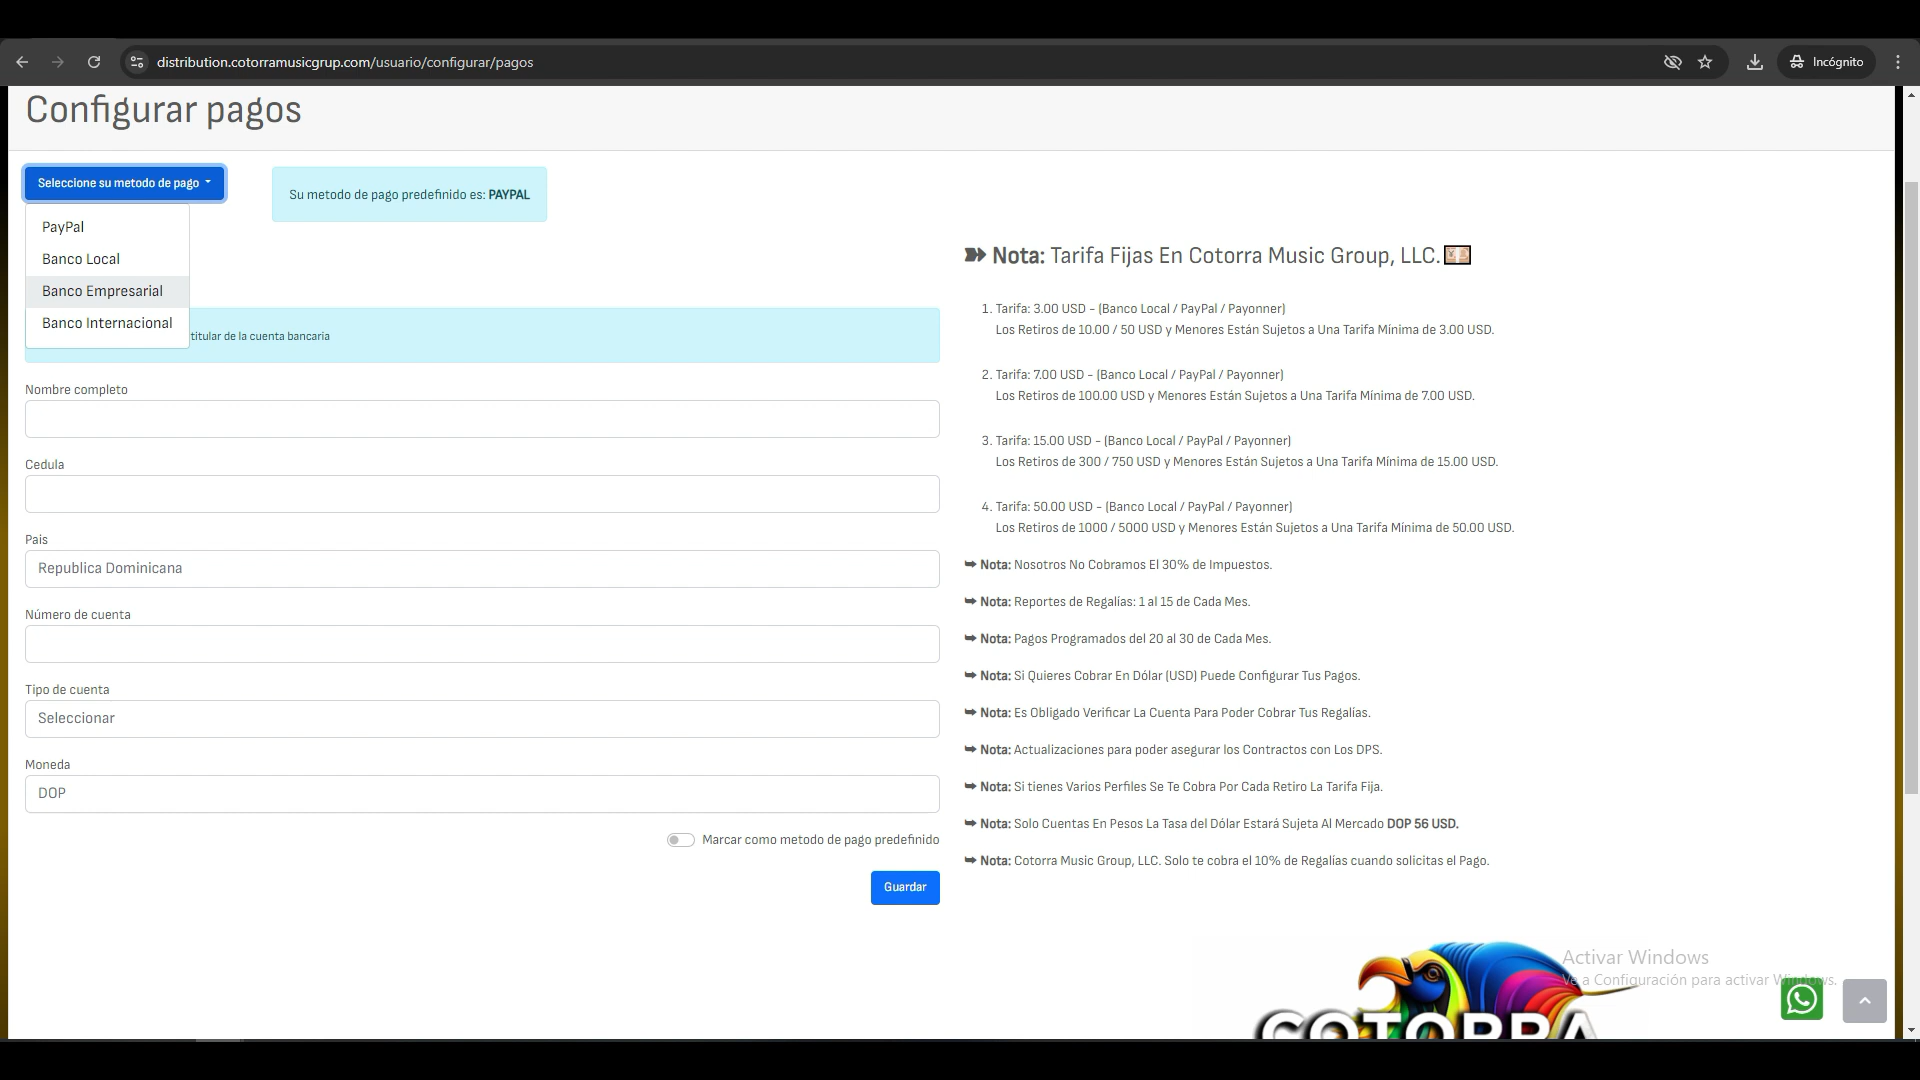 distribution.cotorramusicgrup.com/usuario/configurar/pagos
Incógnito
Configurar pagos
Seleccione su metodo de pago
Su metodo de pago predefinido es: PAYPAL
PayPal
Banco Local
Banco Empresarial
Banco Internacional
titular de la cuenta bancaria
Nombre completo
Cedula
Pais
Republica Dominicana
Número de cuenta
Tipo de cuenta
Seleccionar
Moneda
DOP
Marcar como metodo de pago predefinido
Guardar
Nota: Tarifa Fijas En Cotorra Music Group, LLC.
1. Tarifa: 3.00 USD - (Banco Local / PayPal / Payonner)
Los Retiros de 10.00 / 50 USD y Menores Están Sujetos a Una Tarifa Mínima de 3.00 USD.
2. Tarifa: 7.00 USD - (Banco Local / PayPal / Payonner)
Los Retiros de 100.00 USD y Menores Están Sujetos a Una Tarifa Mínima de 7.00 USD.
3. Tarifa: 15.00 USD - (Banco Local / PayPal / Payonner)
Los Retiros de 300 / 750 USD y Menores Están Sujetos a Una Tarifa Mínima de 15.00 USD.
4. Tarifa: 50.00 USD - (Banco Local / PayPal / Payonner)
Los Retiros de 1000 / 5000 USD y Menores Están Sujetos a Una Tarifa Mínima de 50.00 USD.
➥ Nota: Nosotros No Cobramos El 30% de Impuestos.
➥ Nota: Reportes de Regalías: 1 al 15 de Cada Mes.
➥ Nota: Pagos Programados del 20 al 30 de Cada Mes.
➥ Nota: Si Quieres Cobrar En Dólar (USD) Puede Configurar Tus Pagos.
➥ Nota: Es Obligado Verificar La Cuenta Para Poder Cobrar Tus Regalías.
➥ Nota: Actualizaciones para poder asegurar los Contractos con Los DPS.
➥ Nota: Si tienes Varios Perfiles Se Te Cobra Por Cada Retiro La Tarifa Fija.
➥ Nota: Solo Cuentas En Pesos La Tasa del Dólar Estará Sujeta Al Mercado DOP 56 USD.
➥ Nota: Cotorra Music Group, LLC. Solo te cobra el 10% de Regalías cuando solicitas el Pago.
COTORRA
Activar Windows
Ve a Configuración para activar Windows.